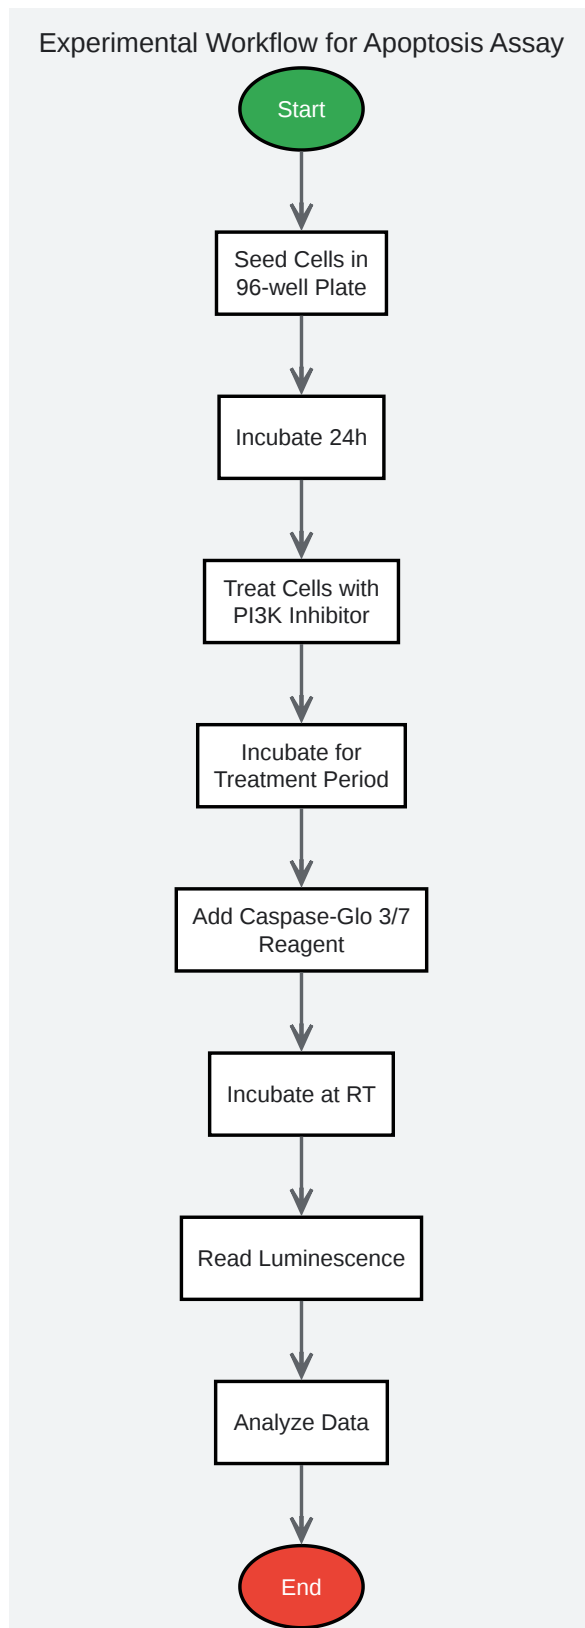 Experimental Workflow for Apoptosis Assay
Start
Seed Cells in
96-well Plate
Incubate 24h
Treat Cells with
PI3K Inhibitor
Incubate for
Treatment Period
Add Caspase-Glo 3/7
Reagent
Incubate at RT
Read Luminescence
Analyze Data
End